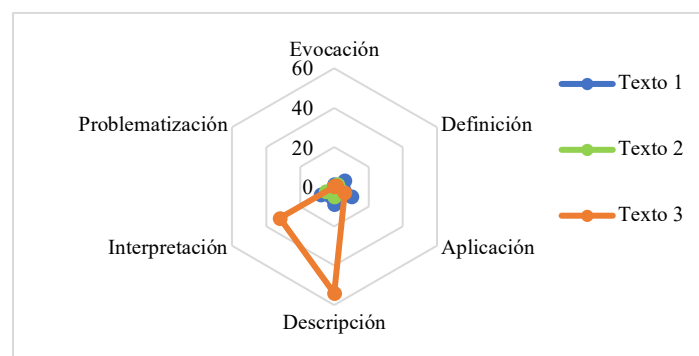 Evocación
60
Problematización
40
Definición
20
0
Interpretación
Aplicación
Descripción
Texto 1
Texto 2
Texto 3